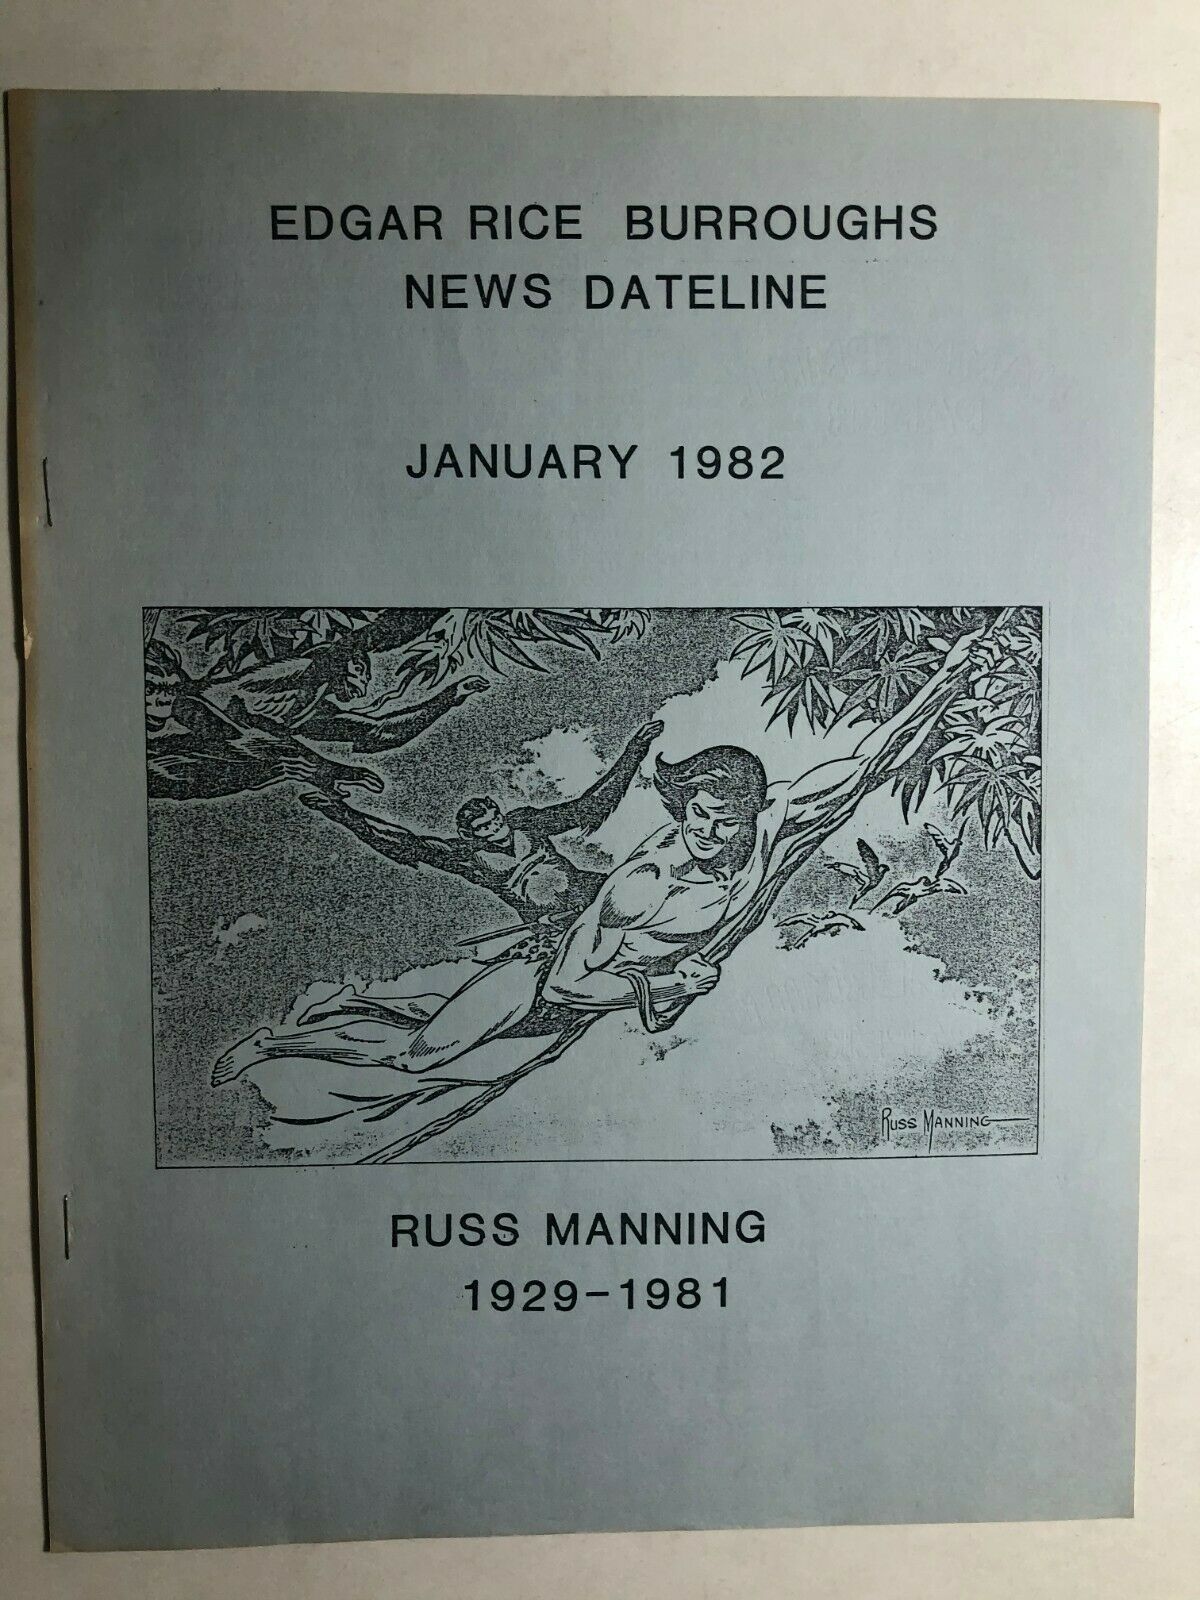 EDGAR RICE BURROUGHS
NEWS DATELINE
JANUARY 1982
RUSS MANNING
RUSS MANNING
1929-1981